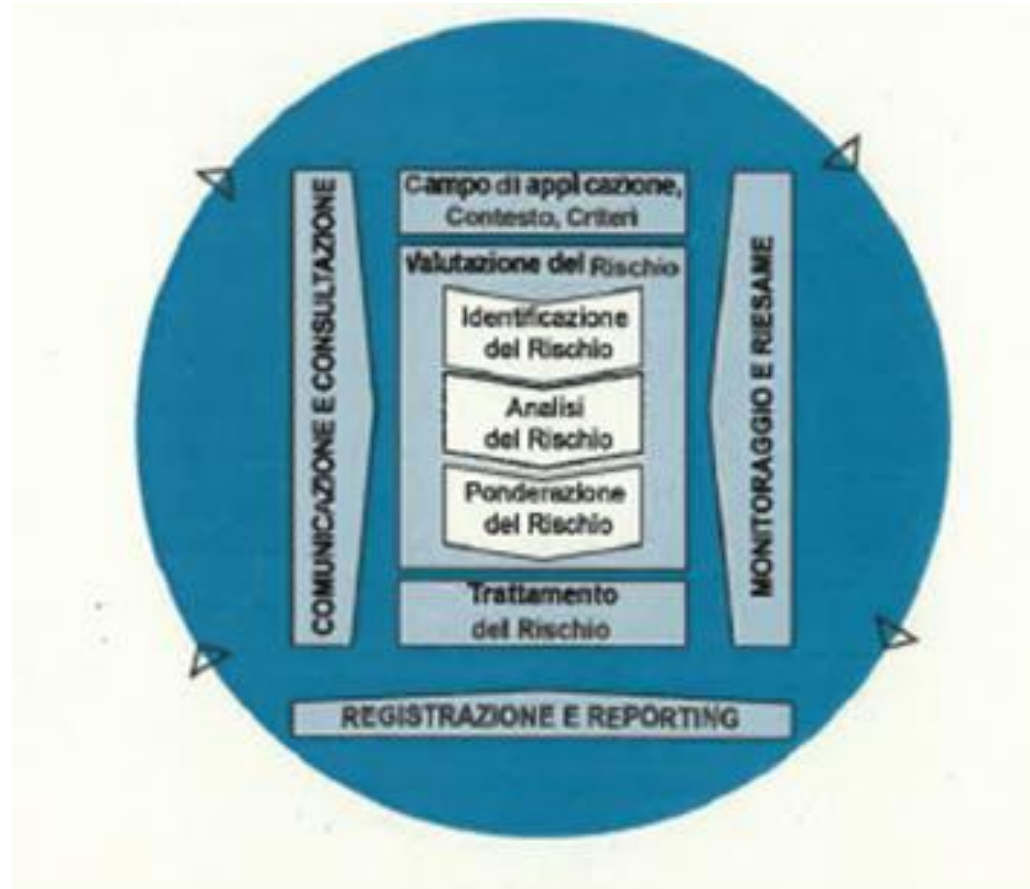 Campo di applicazione,
Contesto, Criteri
Valutazione del Rischio
Identificazione
del Rischio
Analisi
del Rischio
Ponderazione
del Rischio
Trattamento
del Rischio
COMUNICAZIONE E CONSULTAZIONE
MONITORAGGIO E RIESAME
REGISTRAZIONE E REPORTING